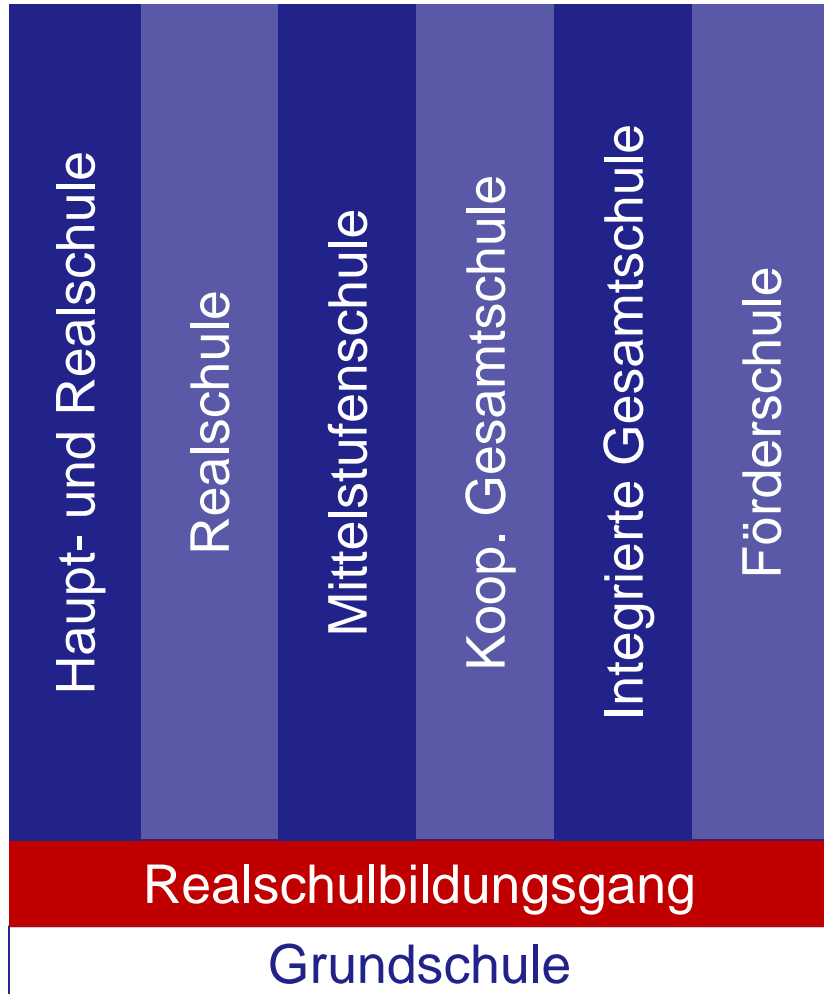 Haupt- und Realschule
Realschule
Mittelstufenschule
Koop. Gesamtschule
Integrierte Gesamtschule
Förderschule
Realschulbildungsgang
Grundschule